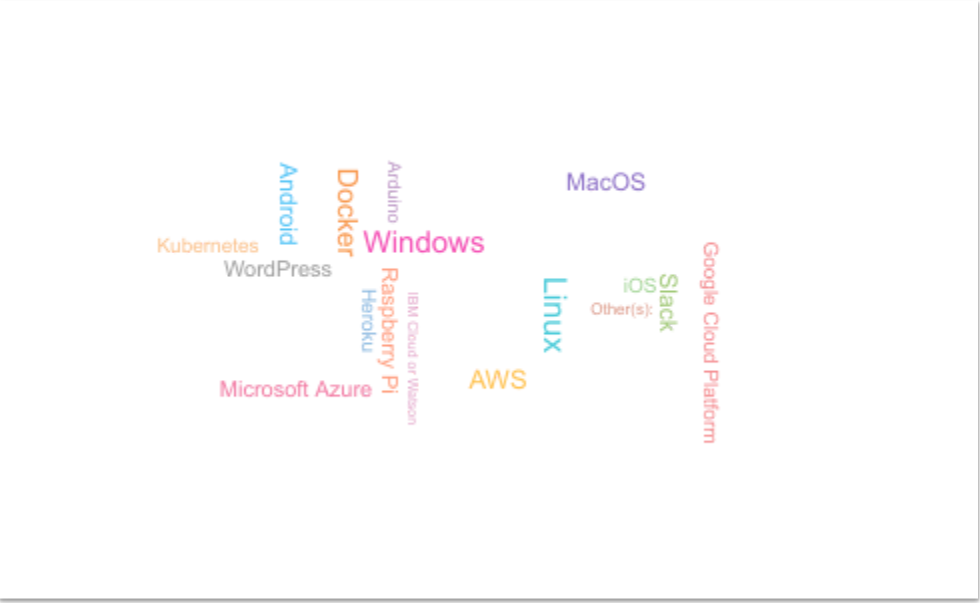 Android
Docker
Arduino
MacOS
Windows
Kubernetes
WordPress
Raspberry Pi
Heroku
IBM Cloud or Watson
Linux
iOS
Slack
Other(s):
Google Cloud Platform
AWS
Microsoft Azure